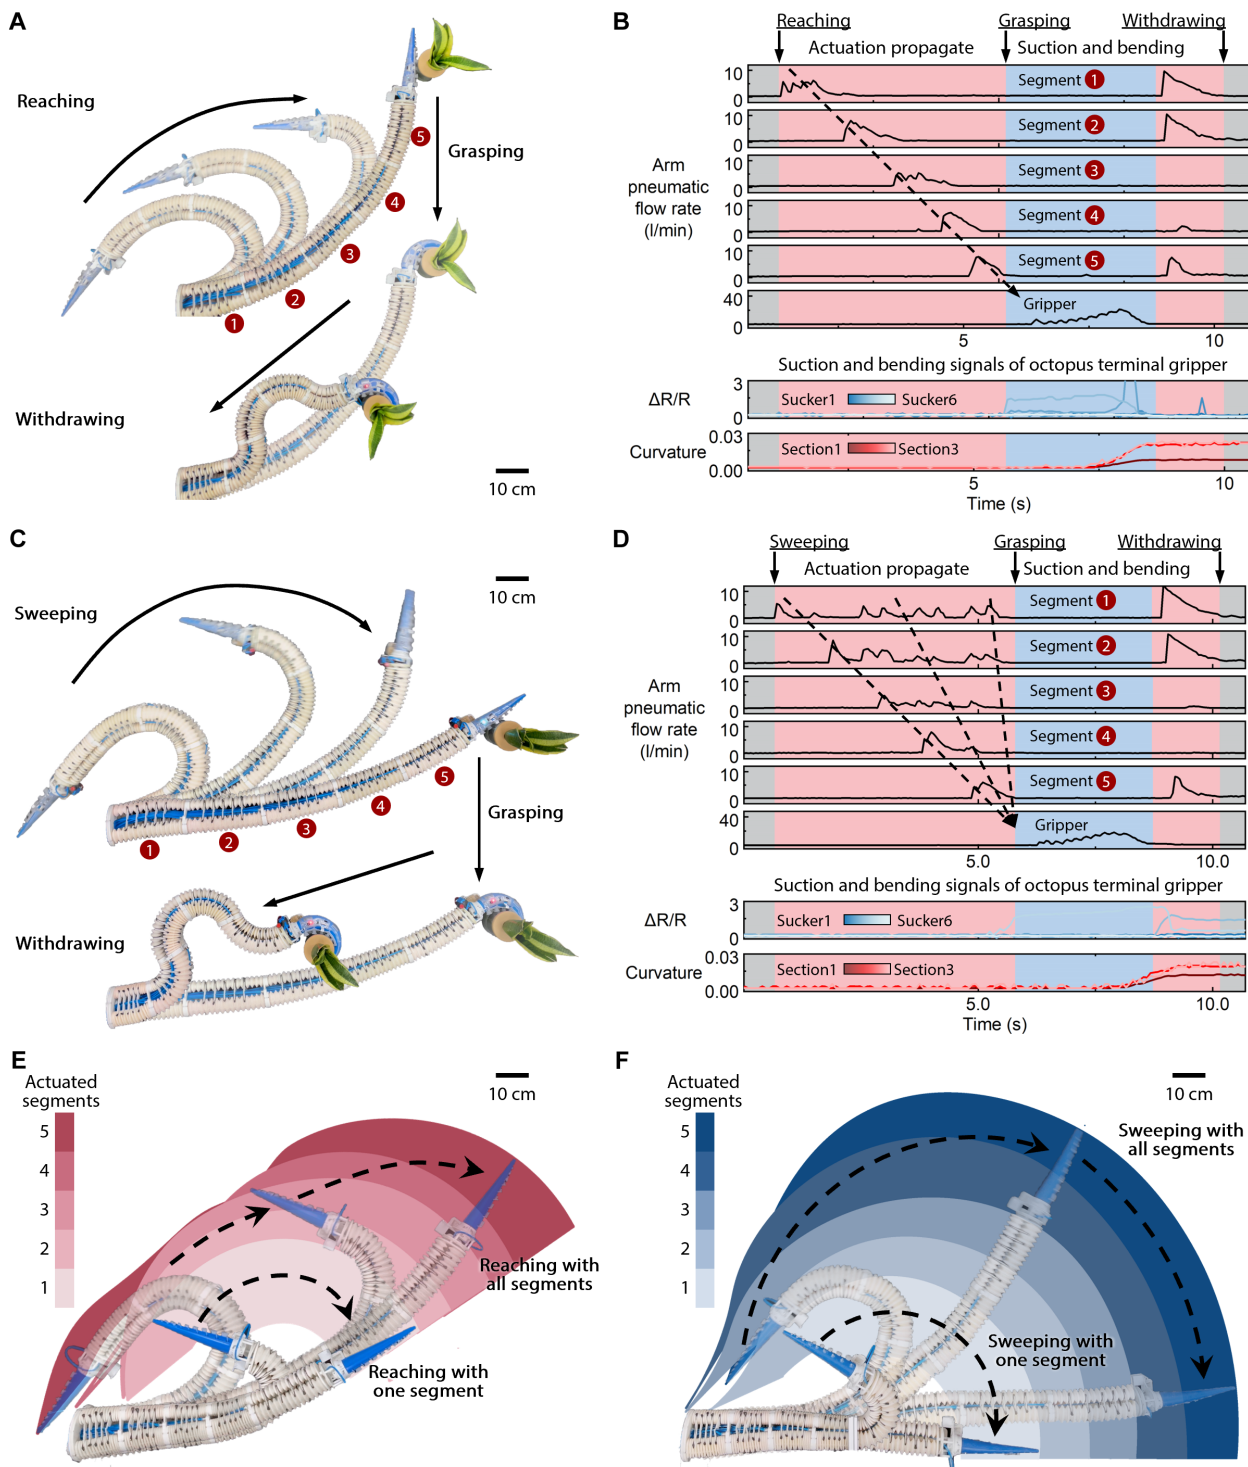 A
Reaching
5
Grasping
4
3
2
1
Withdrawing
10 cm
B
Reaching
Grasping
Withdrawing
Actuation propagate
Suction and bending
10
0
Segment 1
10
0
Segment 2
10
0
Segment 3
10
0
Segment 4
10
0
Segment 5
40
0
Gripper
Arm
pneumatic
flow rate
(l/min)
5
10
Suction and bending signals of octopus terminal gripper
ΔR/R
3
0
Sucker1
Sucker6
Curvature
0.03
0.00
Section1
Section3
5
10
Time (s)
C
10 cm
Sweeping
5
4
3
2
1
Grasping
Withdrawing
D
Sweeping
Grasping
Withdrawing
Actuation propagate
Suction and bending
10
0
Segment 1
10
0
Segment 2
10
0
Segment 3
10
0
Segment 4
10
0
Segment 5
40
0
Gripper
Arm
pneumatic
flow rate
(l/min)
5.0
10.0
Suction and bending signals of octopus terminal gripper
ΔR/R
3
0
Sucker1
Sucker6
Curvature
0.03
0.00
Section1
Section3
5.0
10.0
Time (s)
E
Actuated
segments
5
4
3
2
1
10 cm
Reaching with
all segments
Reaching with
one segment
F
Actuated
segments
5
4
3
2
1
10 cm
Sweeping with
all segments
Sweeping with
one segment